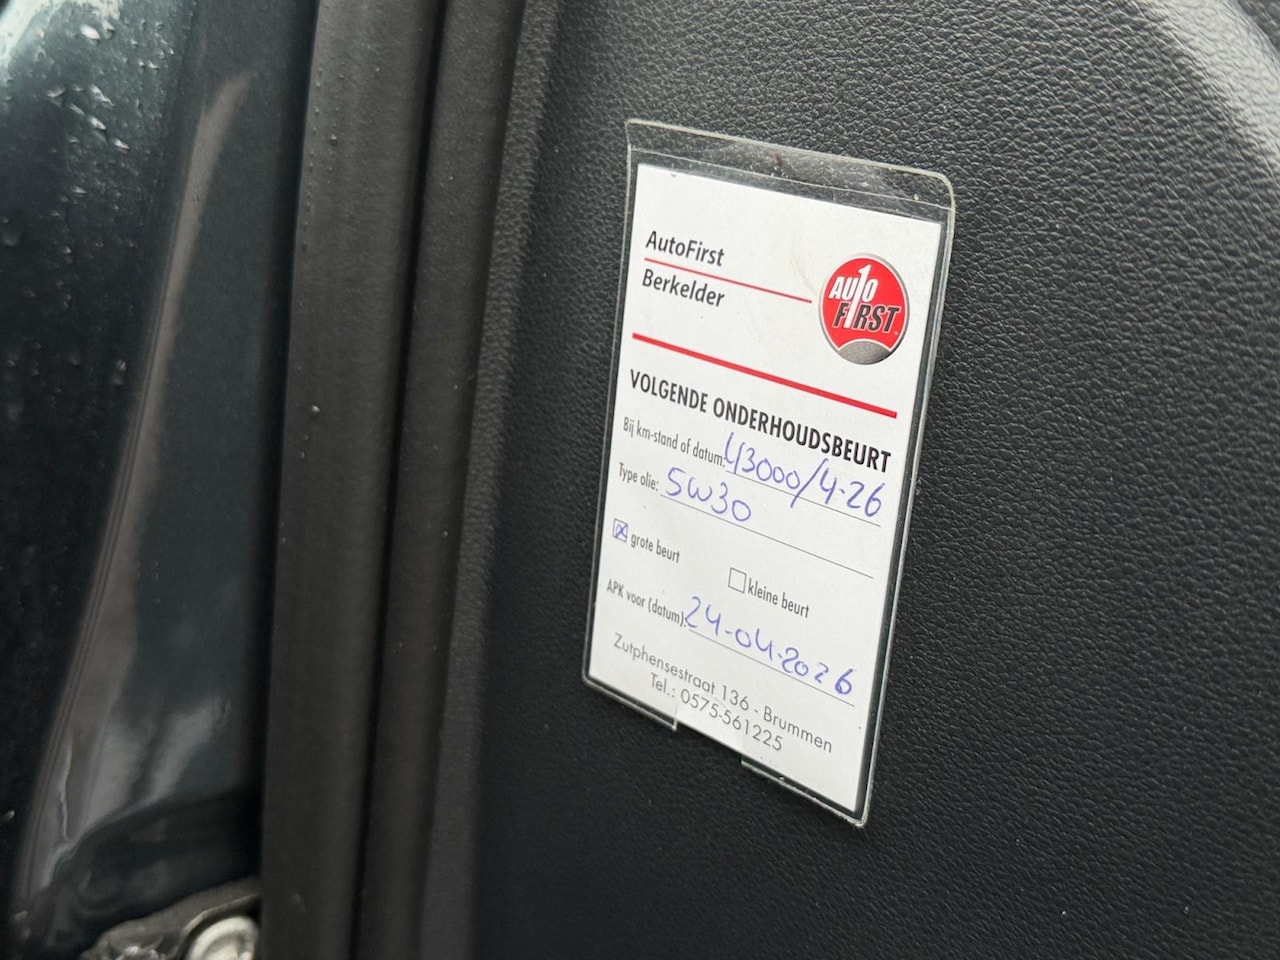 AutoFirst
Berkelder
AUTO
FIRST
VOLGENDE ONDERHOUDSBEURT
Bij km-stand of datum: 43000/4-26
Type olie: 5W30
grote beurt
kleine beurt
APK voor (datum): 24-04-2026
Zutphensestraat 136 - Brummen
Tel.: 0575-561225